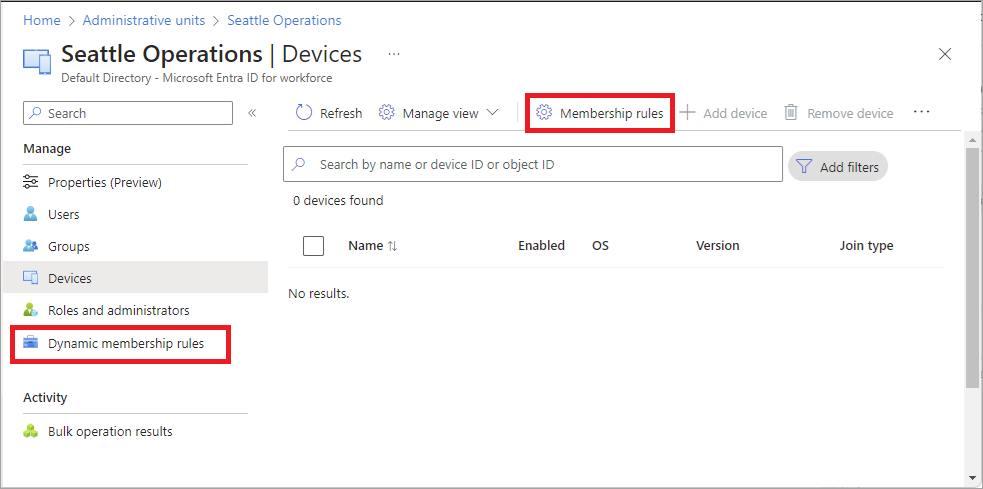 Home > Administrative units > Seattle Operations
Seattle Operations | Devices ...
Default Directory - Microsoft Entra ID for workforce
Search «
Refresh Manage view Membership rules Add device Remove device ...
Manage
Properties (Preview)
Users
Groups
Devices
Roles and administrators
Dynamic membership rules
Activity
Bulk operation results
Search by name or device ID or object ID
Add filters
0 devices found
Name Enabled OS Version Join type
No results.